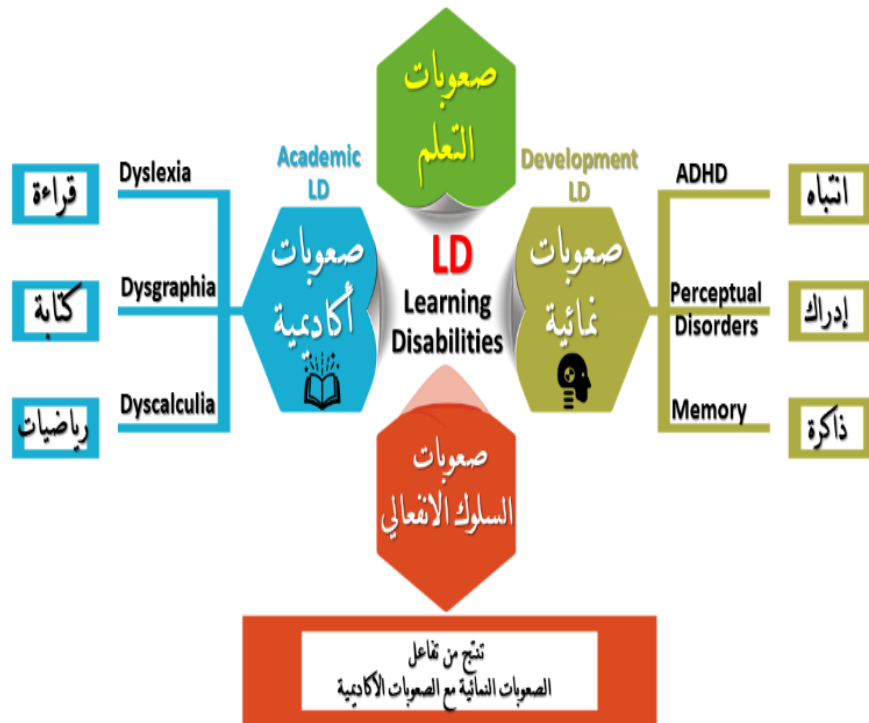 صعوبات
التعلم
Academic
LD
Development
LD
LD
Learning
Disabilities
صعوبات
أكاديمية
Dyslexia
قراءة
Dysgraphia
كتابة
Dyscalculia
رياضيات
صعوبات
نمائية
ADHD
انتباه
Perceptual
Disorders
إدراك
Memory
ذاكرة
صعوبات
السلوك الانفعالي
تنتج من تفاعل
الصعوبات النمائية مع الصعوبات الأكاديمية